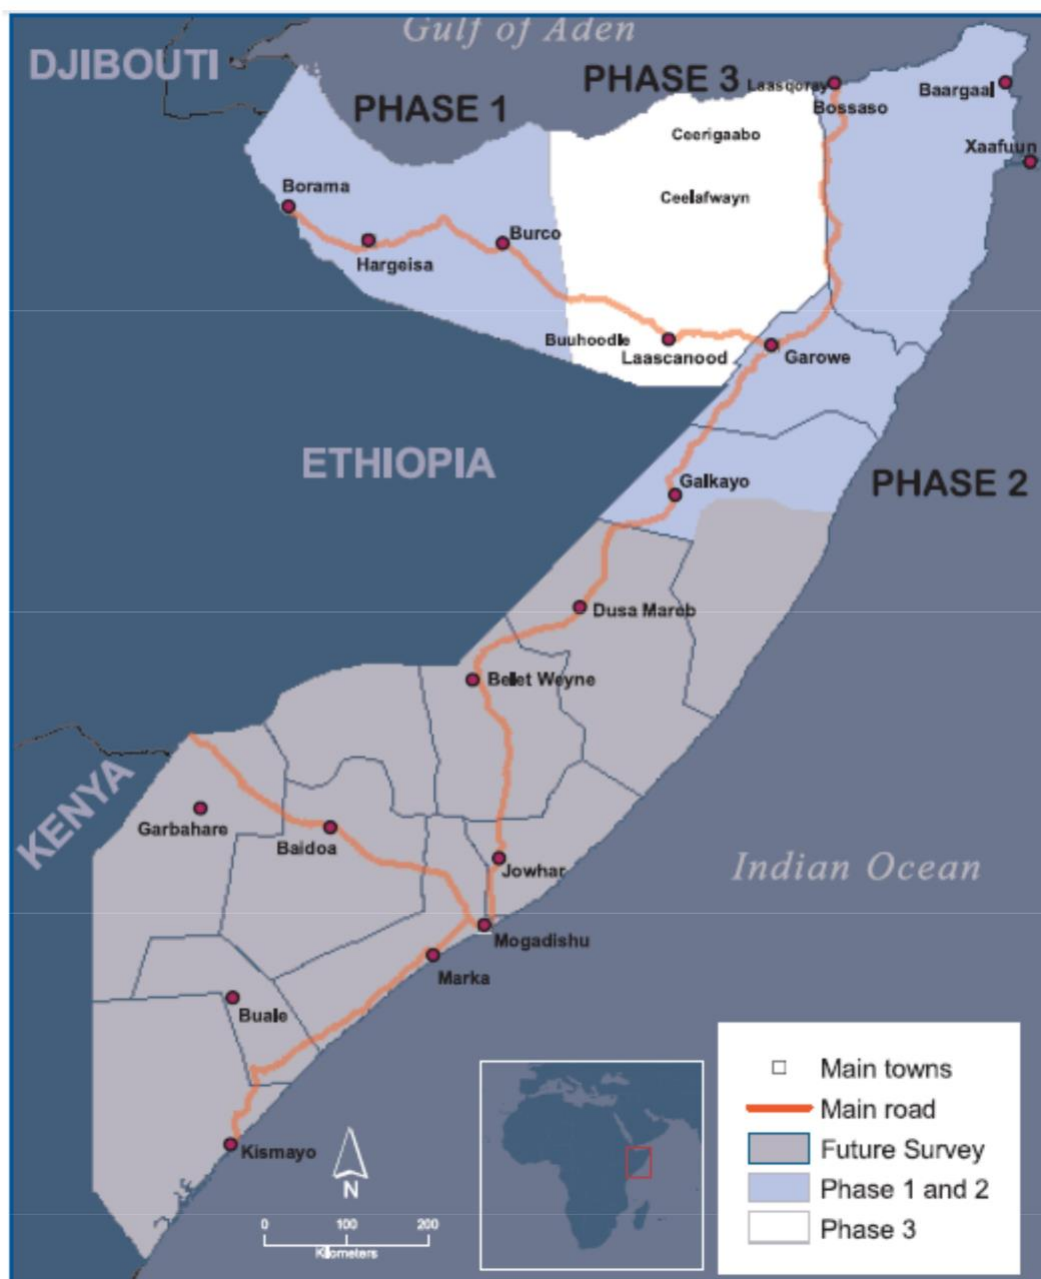 Gulf of Aden
DJIBOUTI
PHASE 1
PHASE 3
Laasqoray
Bossaso
Baargaal
Xaafuun
Ceerigaabo
Ceelafwayn
Borama
Hargeisa
Burco
Buuhoodle
Laascanood
Garowe
ETHIOPIA
Galkayo
PHASE 2
Dusa Mareb
Belet Weyne
KENYA
Garbahare
Baidoa
Jowhar
Indian Ocean
Mogadishu
Marka
Buale
Kismayo
N
0 100 200
Kilometers
Main towns
Main road
Future Survey
Phase 1 and 2
Phase 3